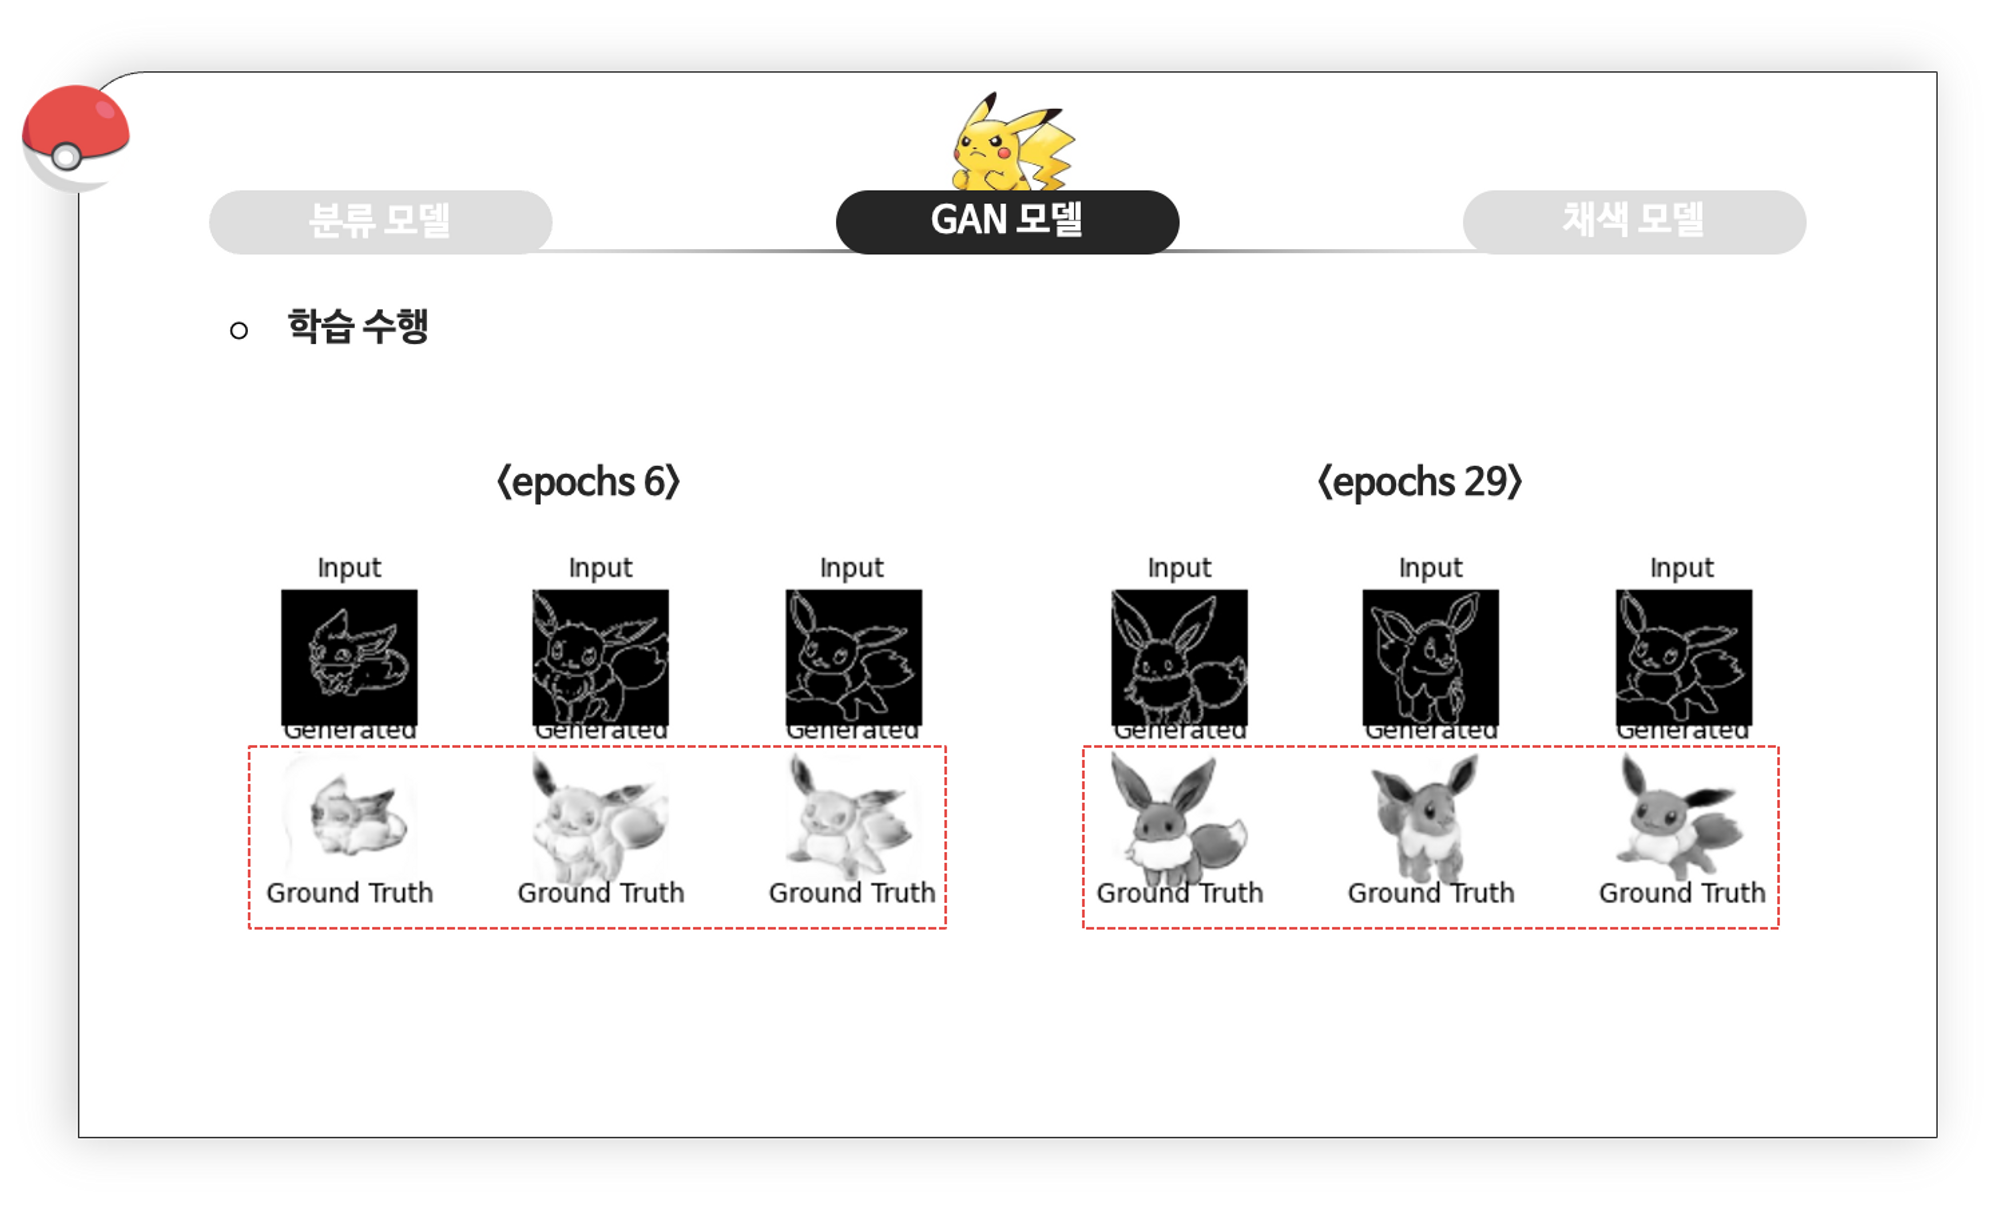 분류 모델
GAN 모델
채색 모델
학습 수행
〈epochs 6〉
〈epochs 29〉
Input Input Input
Generated Generated Generated
Ground Truth Ground Truth Ground Truth
Input Input Input
Generated Generated Generated
Ground Truth Ground Truth Ground Truth